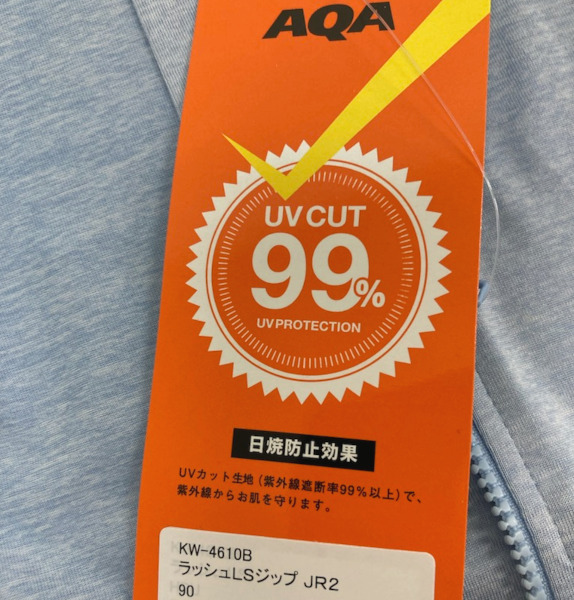 AQA
UV CUT
99%
UV PROTECTION
日焼防止効果
UVカット生地(紫外線遮断率99%以上)で、
紫外線からお肌を守ります。
KW-4610B
ラッシュLSジップ JR2
90